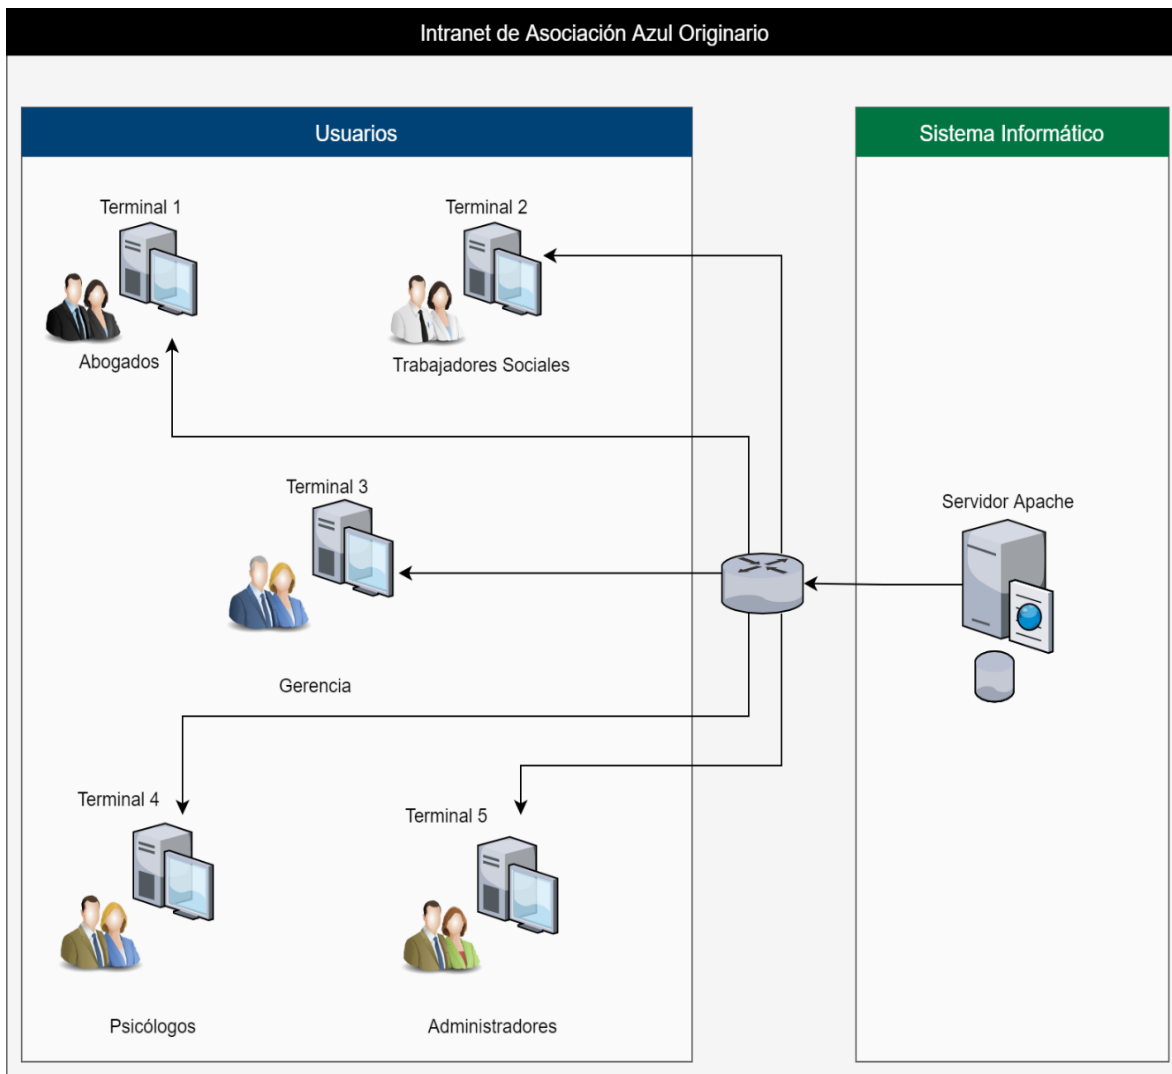 Intranet de Asociación Azul Originario
Usuarios
Sistema Informático
Terminal 1
Terminal 2
Abogados
Trabajadores Sociales
Terminal 3
Servidor Apache
Gerencia
Terminal 4
Terminal 5
Psicólogos
Administradores